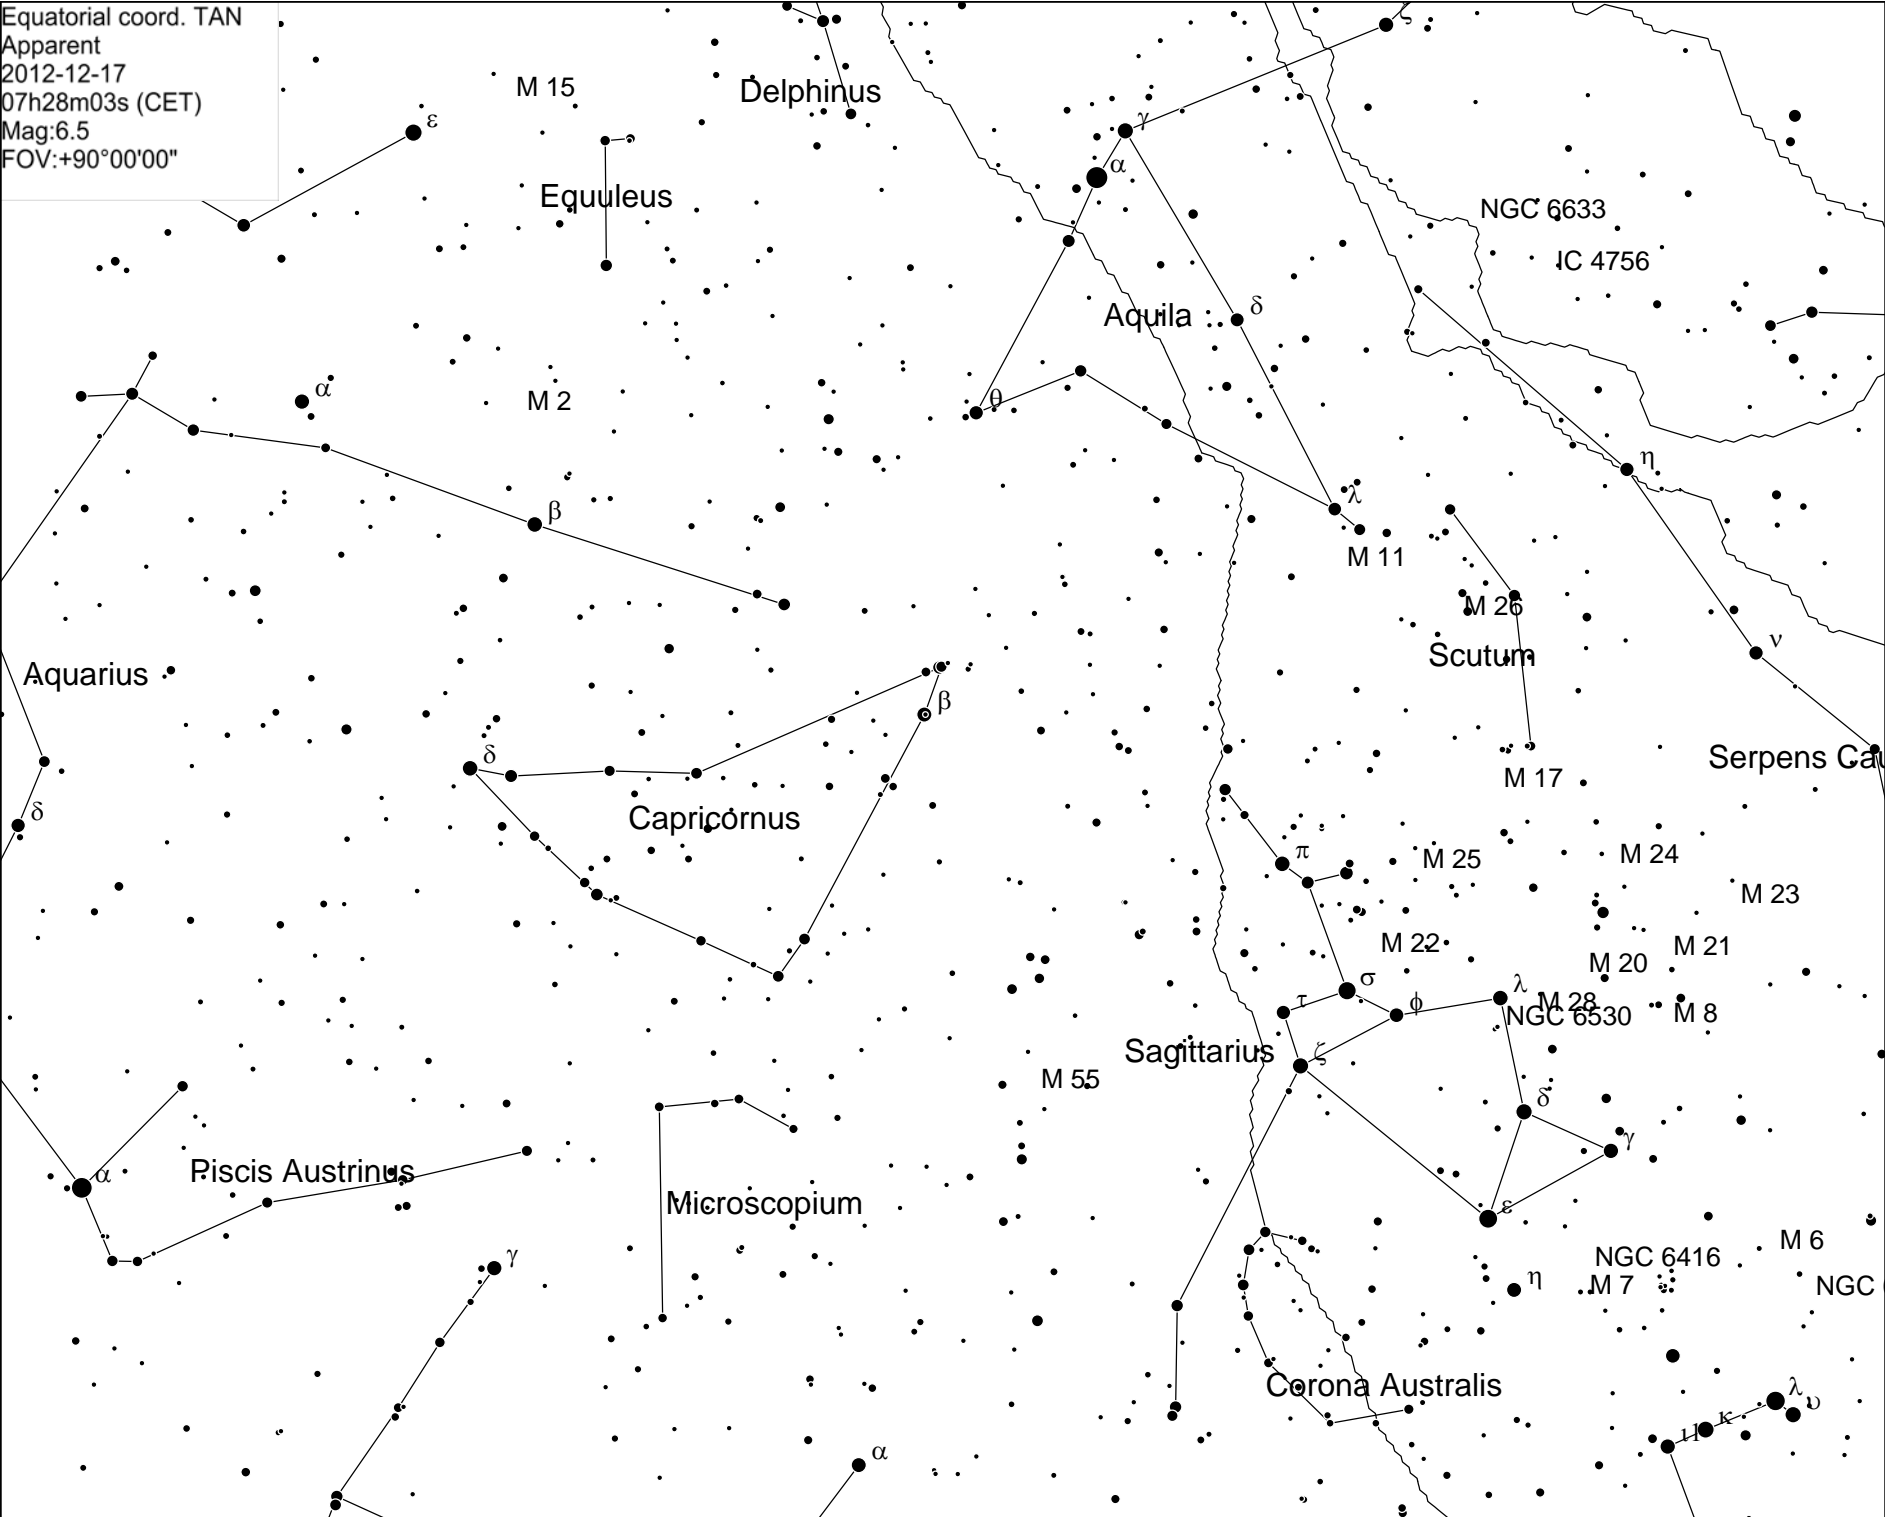 Equatorial coord. TAN
Apparent
2012-12-17
07h28m03s (CET)
Mag:6.5
FOV:+90°00'00"
ζ
M 15
Delphinus
ε
γ
α
Equuleus
NGC 6633
IC 4756
Aquila
δ
α
M 2
θ
η
λ
β
M 11
M 26
ν
Scutum
Aquarius
β
δ
Serpens Cau
M 17
δ
Capricornus
π
M 25
M 24
M 23
M 22
M 21
M 20
σ
λ
τ
φ
M 28
NGC 6530
M 8
Sagittarius
ζ
M 55
δ
γ
α
Piscis Austrinus
Microscopium
ε
M 6
γ
NGC 6416
η
M 7
NGC
Corona Australis
λ
υ
κ
ι1
α